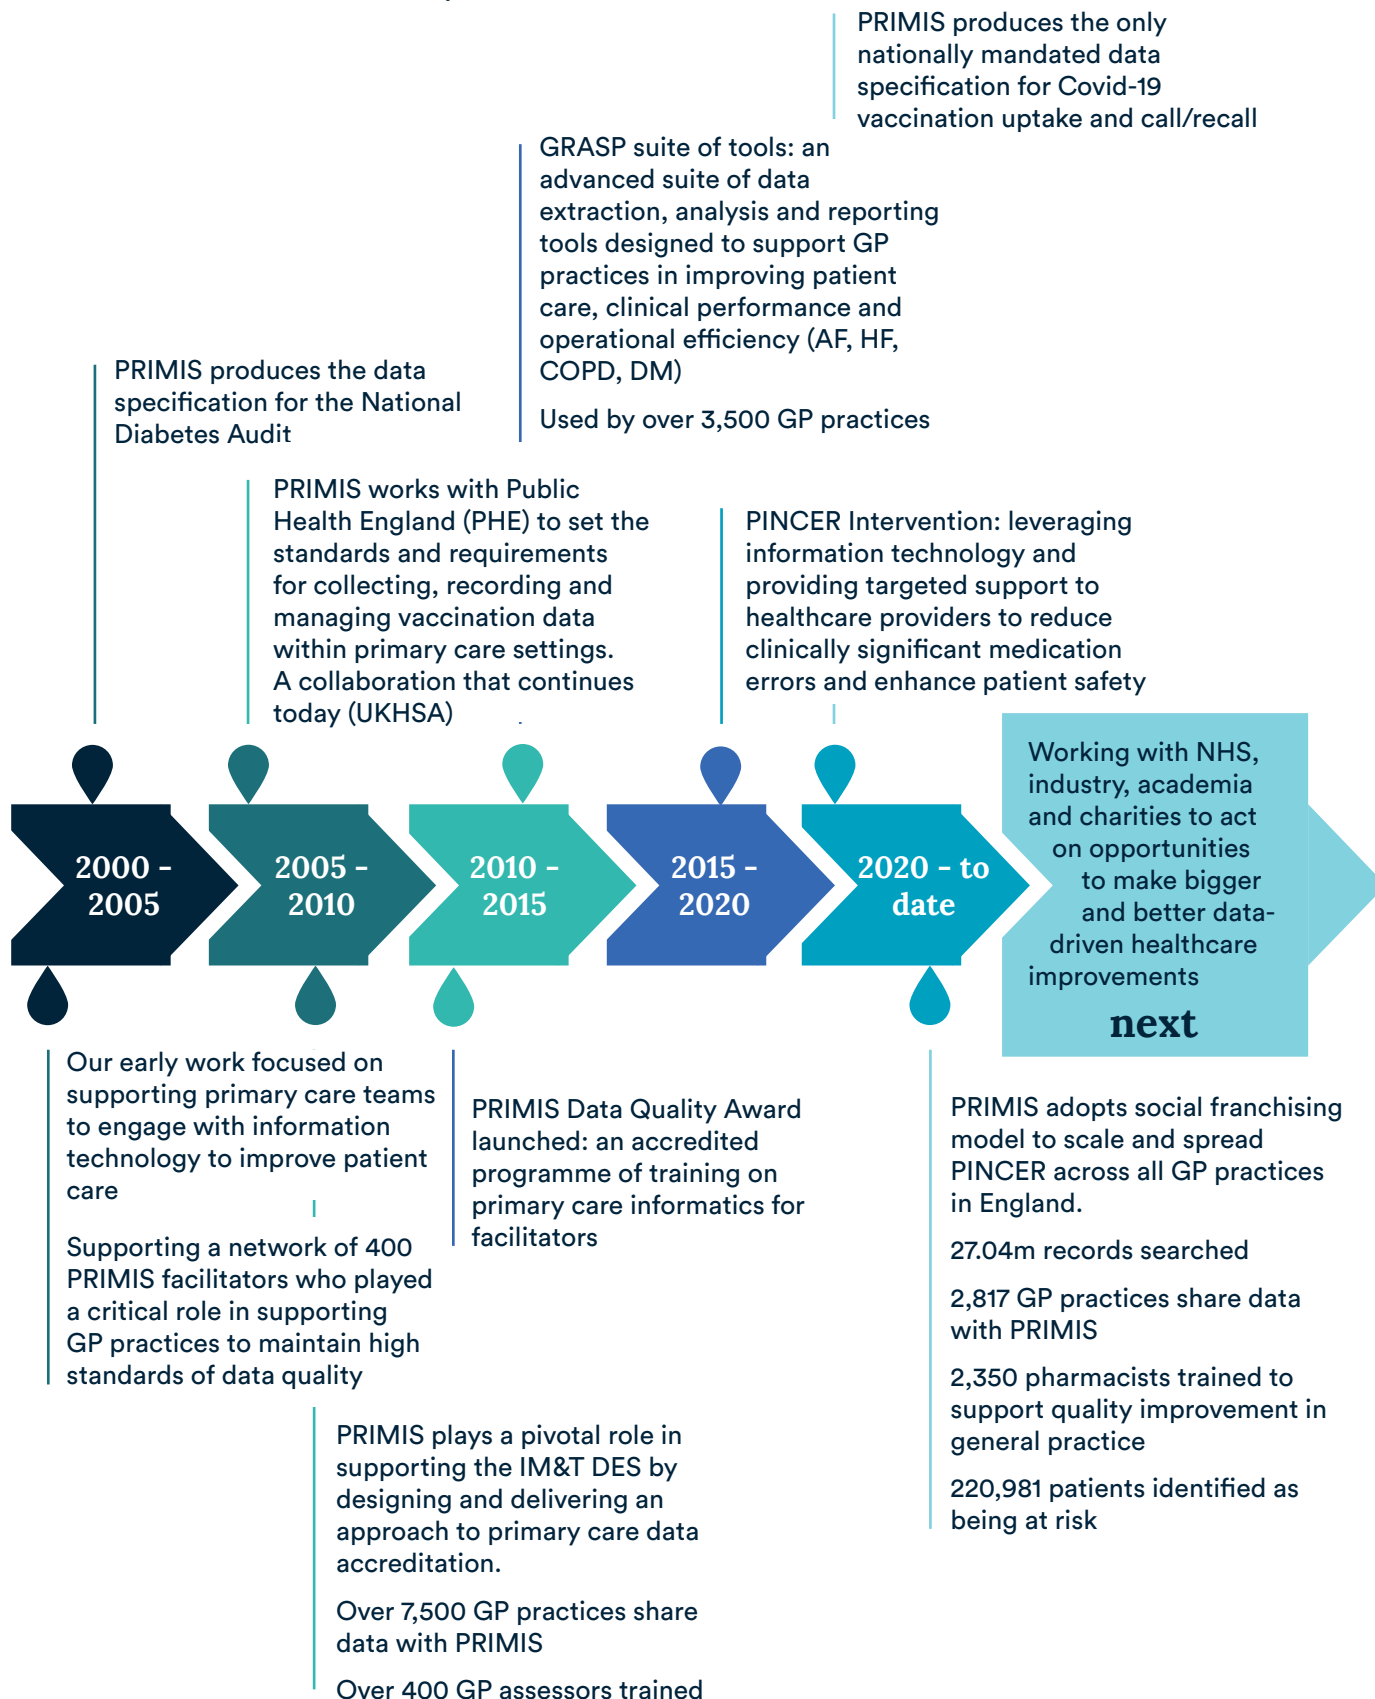 PRIMIS produces the only
nationally mandated data
specification for Covid-19
vaccination uptake and call/recall
GRASP suite of tools: an
advanced suite of data
extraction, analysis and reporting
tools designed to support GP
practices in improving patient
care, clinical performance and
operational efficiency (AF, HF,
COPD, DM)
Used by over 3,500 GP practices
PRIMIS produces the data
specification for the National
Diabetes Audit
PRIMIS works with Public
Health England (PHE) to set the
standards and requirements
for collecting, recording and
managing vaccination data
within primary care settings.
A collaboration that continues
today (UKHSA)
PINCER Intervention: leveraging
information technology and
providing targeted support to
healthcare providers to reduce
clinically significant medication
errors and enhance patient safety
2000 -
2005
2005 -
2010
2010 -
2015
2015 -
2020
2020 - to
date
Working with NHS,
industry, academia
and charities to act
on opportunities
to make bigger
and better data-
driven healthcare
improvements
next
Our early work focused on
supporting primary care teams
to engage with information
technology to improve patient
care
Supporting a network of 400
PRIMIS facilitators who played
a critical role in supporting
GP practices to maintain high
standards of data quality
PRIMIS plays a pivotal role in
supporting the IM&T DES by
designing and delivering an
approach to primary care data
accreditation.
Over 7,500 GP practices share
data with PRIMIS
Over 400 GP assessors trained
PRIMIS Data Quality Award
launched: an accredited
programme of training on
primary care informatics for
facilitators
PRIMIS adopts social franchising
model to scale and spread
PINCER across all GP practices
in England.
27.04m records searched
2,817 GP practices share data
with PRIMIS
2,350 pharmacists trained to
support quality improvement in
general practice
220,981 patients identified as
being at risk